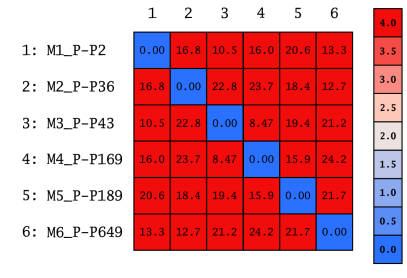 1 2 3 4 5 6
1: M1_P-P2 0.00 16.8 10.5 16.0 20.6 13.3
2: M2_P-P36 16.8 0.00 22.8 23.7 18.4 12.7
3: M3_P-P43 10.5 22.8 0.00 8.47 19.4 21.2
4: M4_P-P169 16.0 23.7 8.47 0.00 15.9 24.2
5: M5_P-P189 20.6 18.4 19.4 15.9 0.00 21.7
6: M6_P-P649 13.3 12.7 21.2 24.2 21.7 0.00
4.0
3.5
3.0
2.5
2.0
1.5
1.0
0.5
0.0